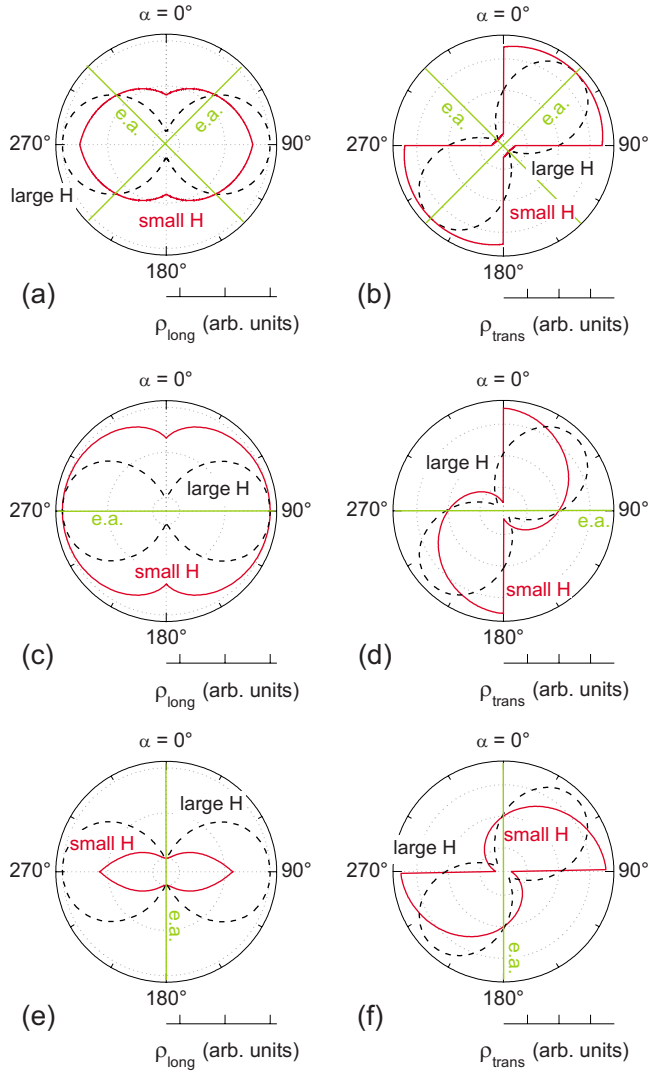 α = 0°
α = 0°
e.a.
e.a.
e.a.
e.a.
270°
90°
270°
90°
large H
large H
small H
small H
180°
180°
(a)
(b)
ρlong (arb. units)
ρtrans (arb. units)
α = 0°
α = 0°
large H
large H
270°
90°
270°
90°
e.a.
e.a.
small H
small H
180°
180°
(c)
(d)
ρlong (arb. units)
ρtrans (arb. units)
α = 0°
α = 0°
large H
small H
small H
large H
270°
90°
270°
90°
e.a.
e.a.
180°
180°
(e)
(f)
ρlong (arb. units)
ρtrans (arb. units)